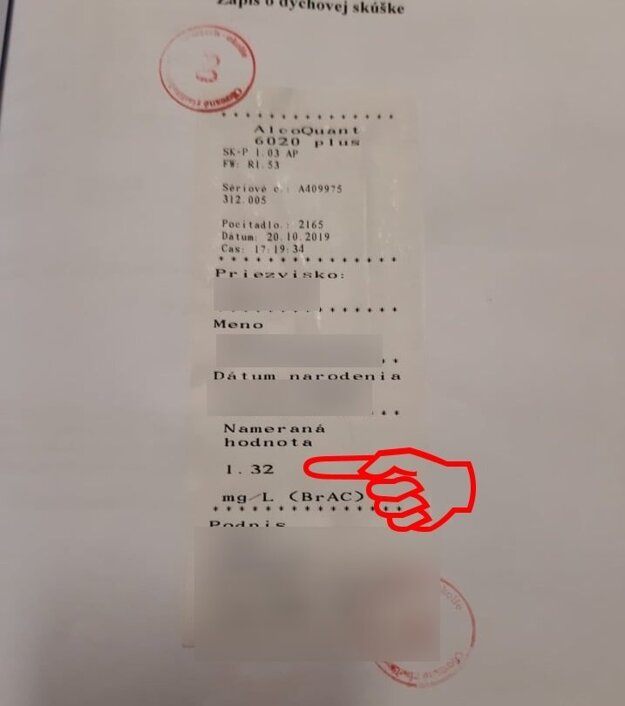 Zápis o dychovej skúške
3
* * * * * * * * * * * * * * *
AlcoQuant
6020 plus
SK-P 1.03 AP
FW: R1.53
Sériové č.: A409975
312.005
Pocitadlo.: 2165
Dátum: 20.10.2019
Cas: 17:19:34
* * * * * * * * * * * * * * *
Priezvisko:
Meno
Dátum narodenia
Nameraná
hodnota
1.32
mg/L (BrAC)
* * * * * * * * * * * * * * *
Podpis